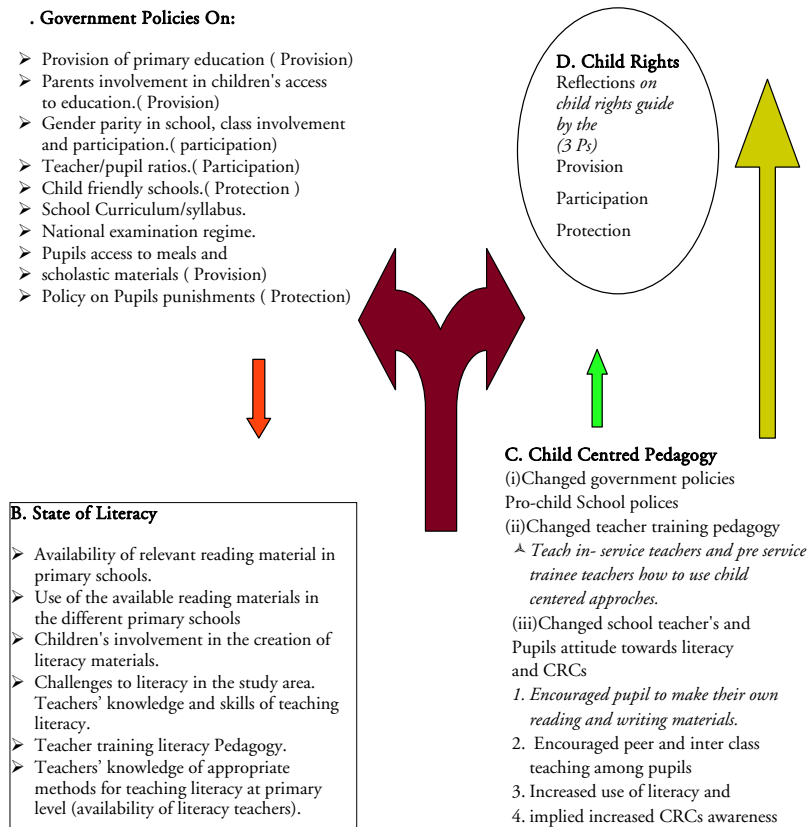 . Government Policies On:
➢ Provision of primary education ( Provision)
➢ Parents involvement in children's access
to education.( Provision)
➢ Gender parity in school, class involvement
and participation.( participation)
➢ Teacher/pupil ratios.( Participation)
➢ Child friendly schools.( Protection )
➢ School Curriculum/syllabus.
➢ National examination regime.
➢ Pupils access to meals and
➢ scholastic materials ( Provision)
➢ Policy on Pupils punishments ( Protection)
D. Child Rights
Reflections on
child rights guide
by the
(3 Ps)
Provision
Participation
Protection
B. State of Literacy
➢ Availability of relevant reading material in
primary schools.
➢ Use of the available reading materials in
the different primary schools
➢ Children's involvement in the creation of
literacy materials.
➢ Challenges to literacy in the study area.
Teachers' knowledge and skills of teaching
literacy.
➢ Teacher training literacy Pedagogy.
➢ Teachers' knowledge of appropriate
methods for teaching literacy at primary
level (availability of literacy teachers).
C. Child Centred Pedagogy
(i)Changed government policies
Pro-child School polices
(ii)Changed teacher training pedagogy
Teach in- service teachers and pre service
trainee teachers how to use child
centered approches.
(iii)Changed school teacher's and
Pupils attitude towards literacy
and CRCs
1. Encouraged pupil to make their own
reading and writing materials.
2. Encouraged peer and inter class
teaching among pupils
3. Increased use of literacy and
4. implied increased CRCs awareness